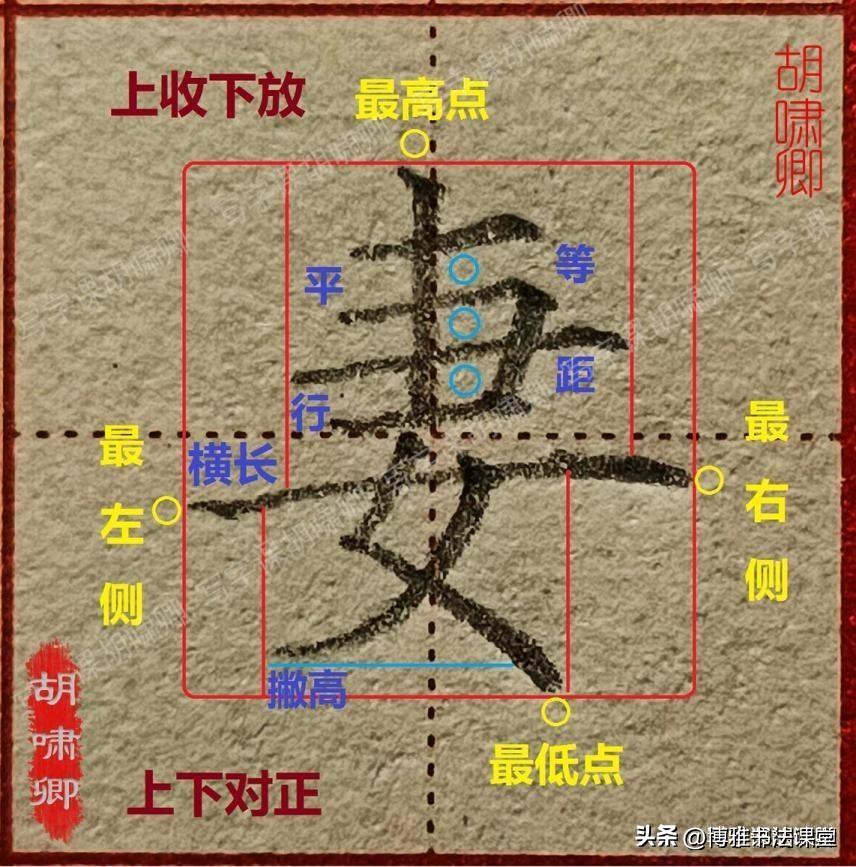 上收下放
最高点
胡啸卿
妻
平行
等距
横长
最左侧
最右侧
撇高
最低点
胡啸卿
上下对正
头条 @博雅书法课堂